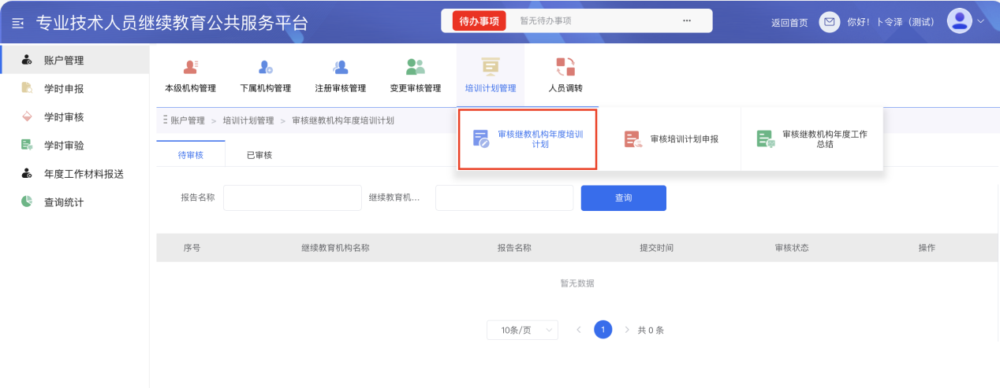 专业技术人员继续教育公共服务平台
待办事项
暂无待办事项
...
返回首页
你好！卜令泽（测试）
账户管理
学时申报
学时审核
学时审验
年度工作材料报送
查询统计
本级机构管理
下属机构管理
注册审核管理
变更审核管理
培训计划管理
人员调转
账户管理 > 培训计划管理 > 审核继教机构年度培训计划
审核继教机构年度培训
计划
审核培训计划申报
审核继教机构年度工作
总结
待审核
已审核
报告名称
继续教育机...
查询
序号
继续教育机构名称
报告名称
提交时间
审核状态
操作
暂无数据
10条/页
< 1 > 共 0 条